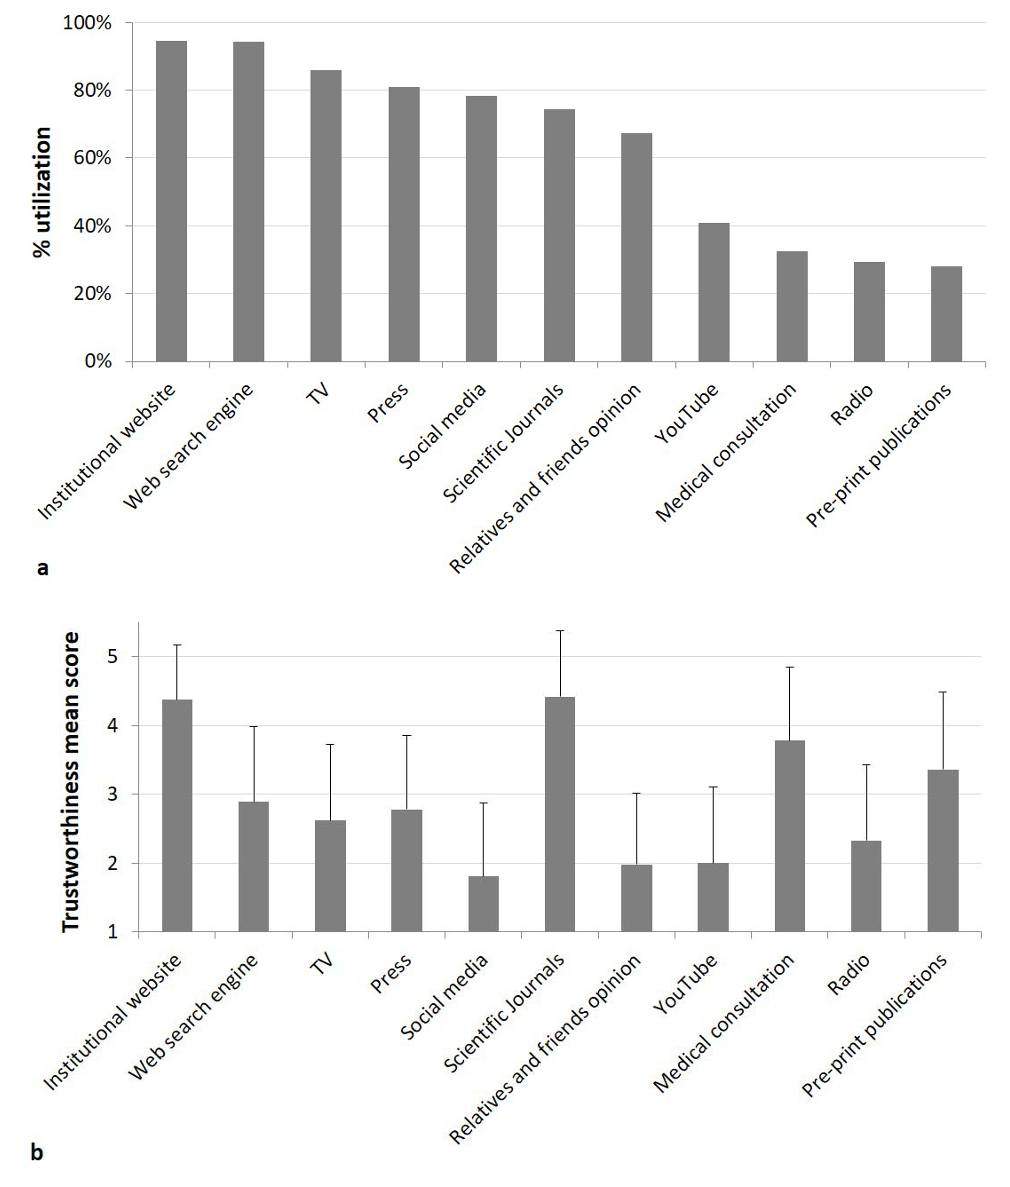 100%
80%
60%
40%
20%
0%
% utilization
Institutional website
Web search engine
TV
Press
Social media
Scientific Journals
Relatives and friends opinion
YouTube
Medical consultation
Radio
Pre-print publications
a
5
4
3
2
1
Trustworthiness mean score
Institutional website
Web search engine
TV
Press
Social media
Scientific Journals
Relatives and friends opinion
YouTube
Medical consultation
Radio
Pre-print publications
b